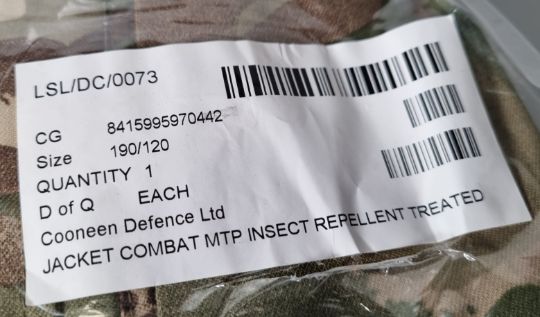 LSL/DC/0073
CG 8415995970442
Size 190/120
QUANTITY 1
D of Q EACH
Cooneen Defence Ltd
JACKET COMBAT MTP INSECT REPELLENT TREATED